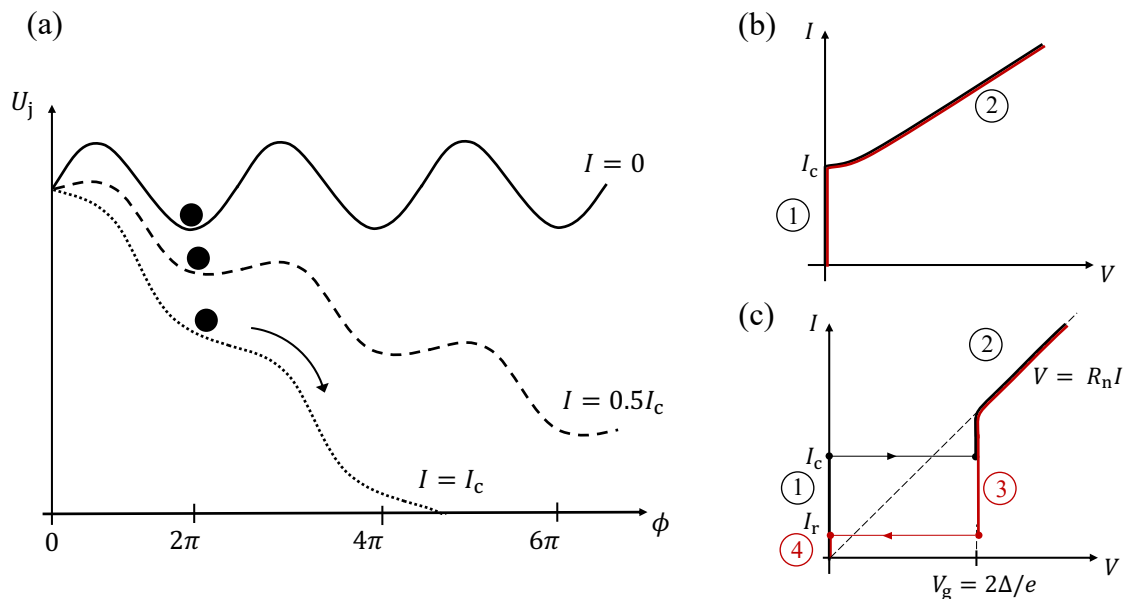 (a)
U_j
I = 0
I = 0.5I_c
I = I_c
0
2π
4π
6π
ϕ
(b)
I
②
I_c
①
V
(c)
I
②
V = R_n I
I_c
①
③
I_r
④
V
V_g = 2Δ/e